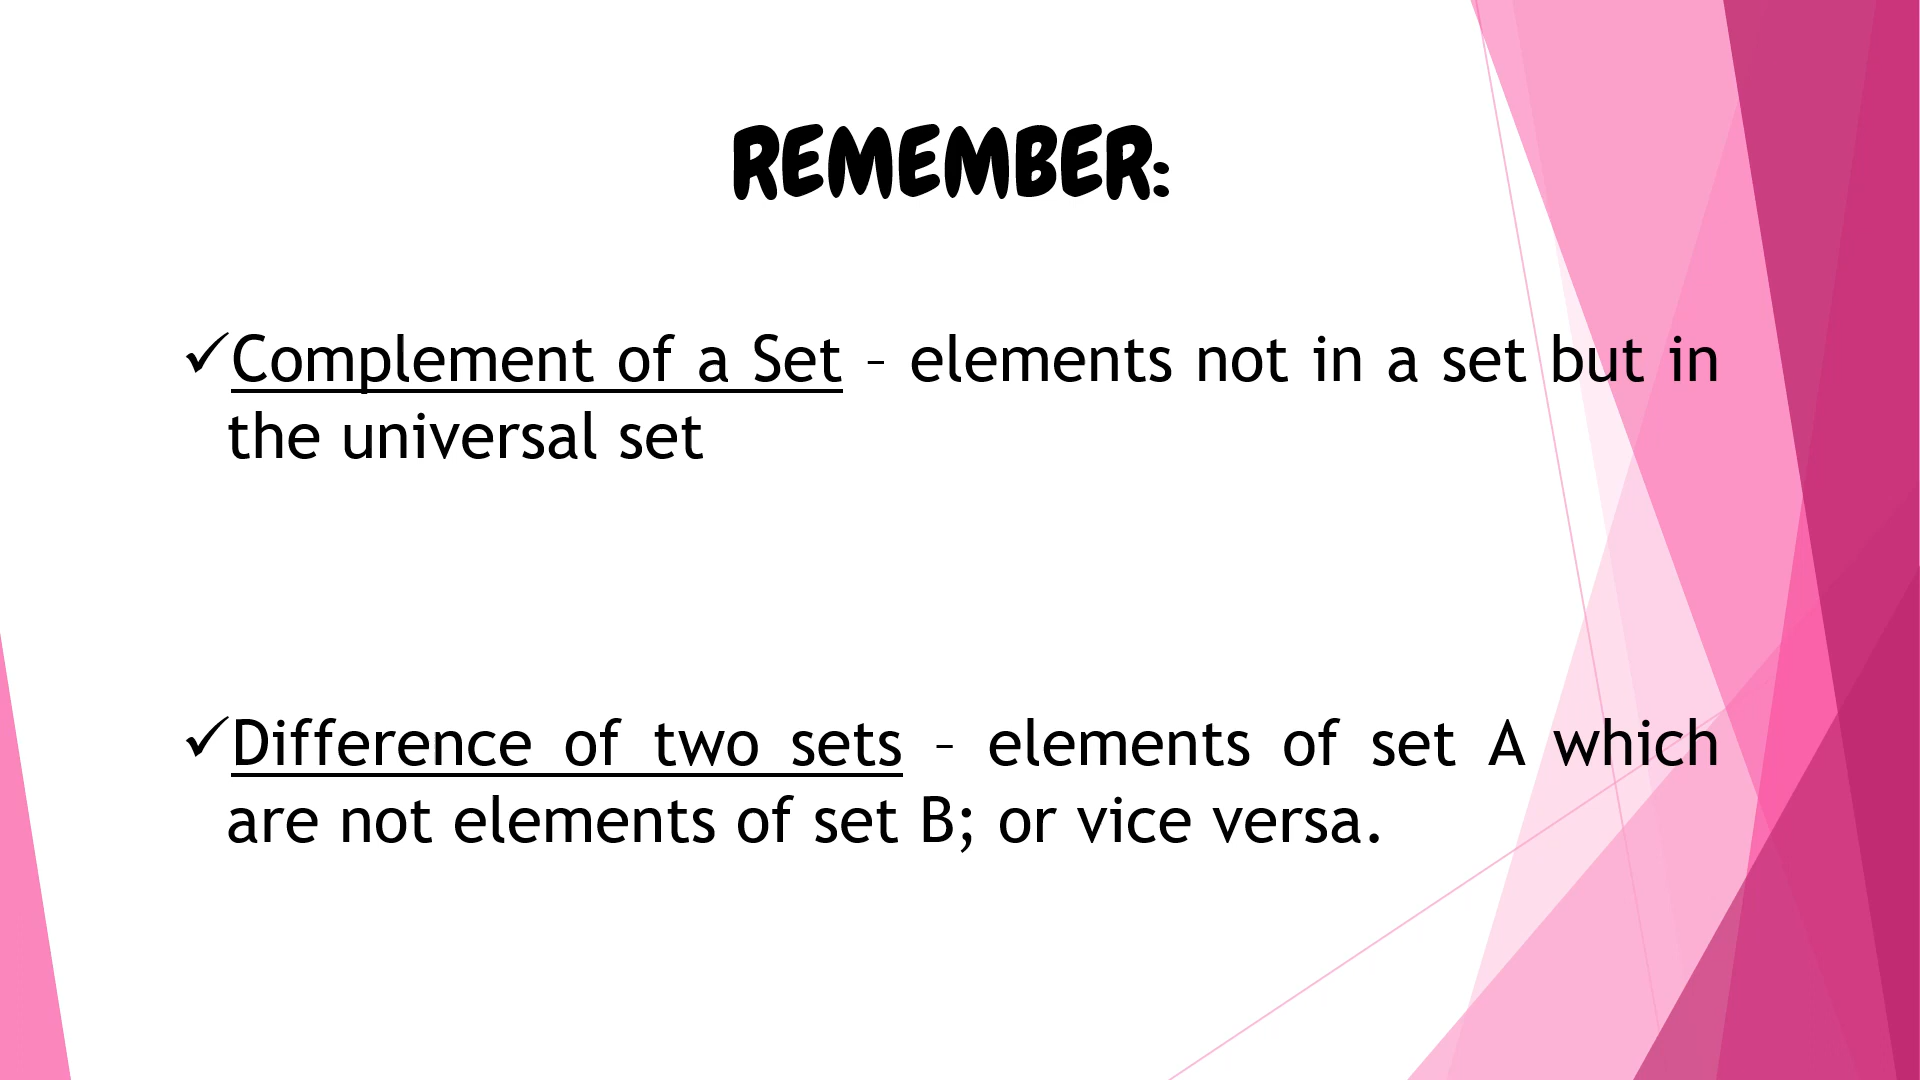 REMEMBER:
✓Complement of a Set – elements not in a set but in
the universal set
✓Difference of two sets – elements of set A which
are not elements of set B; or vice versa.